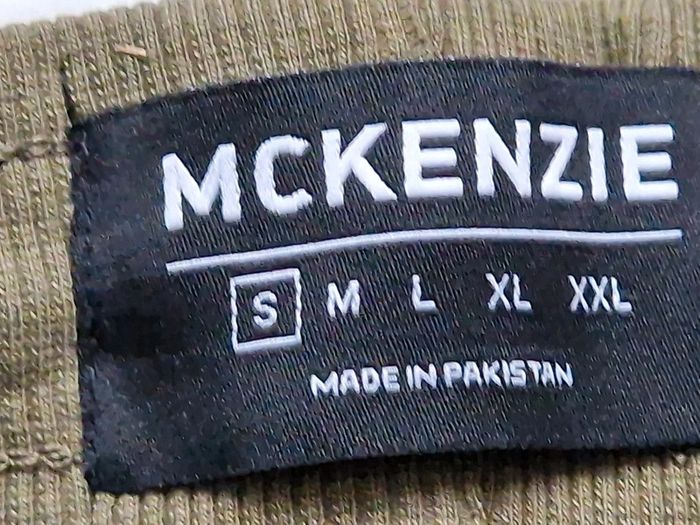 MCKENZIE
S M L XL XXL
MADE IN PAKISTAN